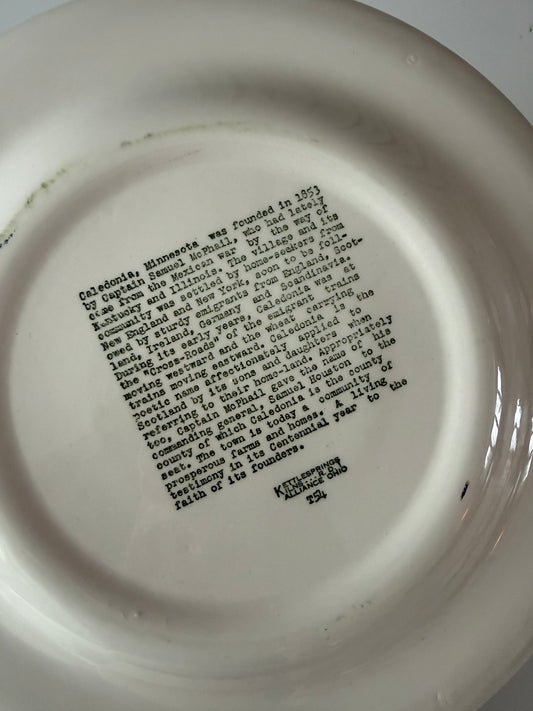 Caledonia, Minnesota was founded in 1853
by Captain Samuel McPhail, who had lately
come from the Mexican war by the way of
Kentucky and Illinois. The village and its
community was settled by home-seekers from
New England and New York, soon to be foll-
owed by sturdy emigrants from England, Scot-
land, Ireland, Germany and Scandinavia.
During its early years, Caledonia was at
the "Cross-Roads" of the emigrant trains
moving westward and the wheat carrying
trains moving eastward. Caledonia is the
poetic name affectionately applied to
Scotland by its sons and daughters when
referring to their home-land. Appropriately
too, Captain McPhail gave the name of his
commanding general, Samuel Houston to the
county of which Caledonia is the county
seat. The town is today a community of
prosperous farms and homes. A living
testimony in its Centennial year to the
faith of its founders.
KETTLESPRINGS
KILNS R.D.
ALLIANCE OHIO
T54